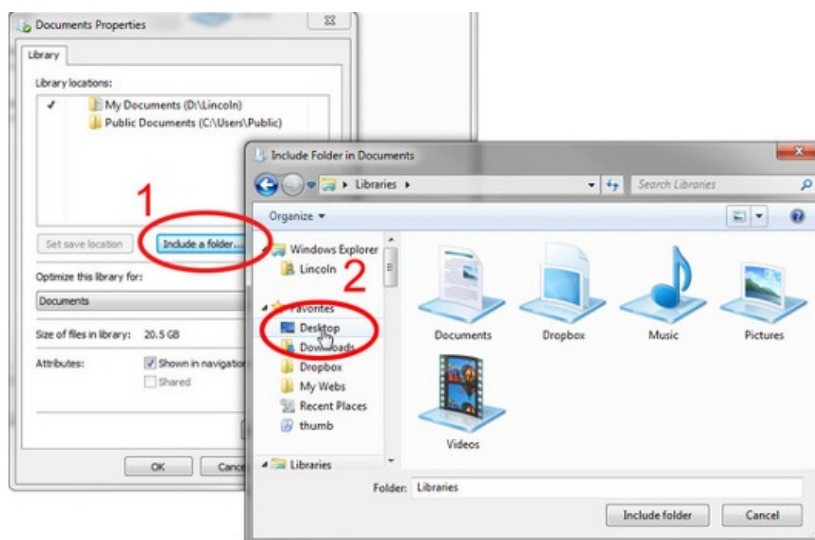 Documents Properties
Library
Library locations:
My Documents (D:\Lincoln)
Public Documents (C:\Users\Public)
1
Set save location
Include a folder...
Optimize this library for:
Documents
Size of files in library: 20.5 GB
Attributes:
Shown in navigation
Shared
OK
Include Folder in Documents
Libraries
Search Libraries
Organize
Windows Explorer
Lincoln
2
Favorites
Desktop
Downloads
Dropbox
My Webs
Recent Places
thumb
Libraries
Documents
Dropbox
Music
Pictures
Videos
Folder: Libraries
Include folder
Cancel